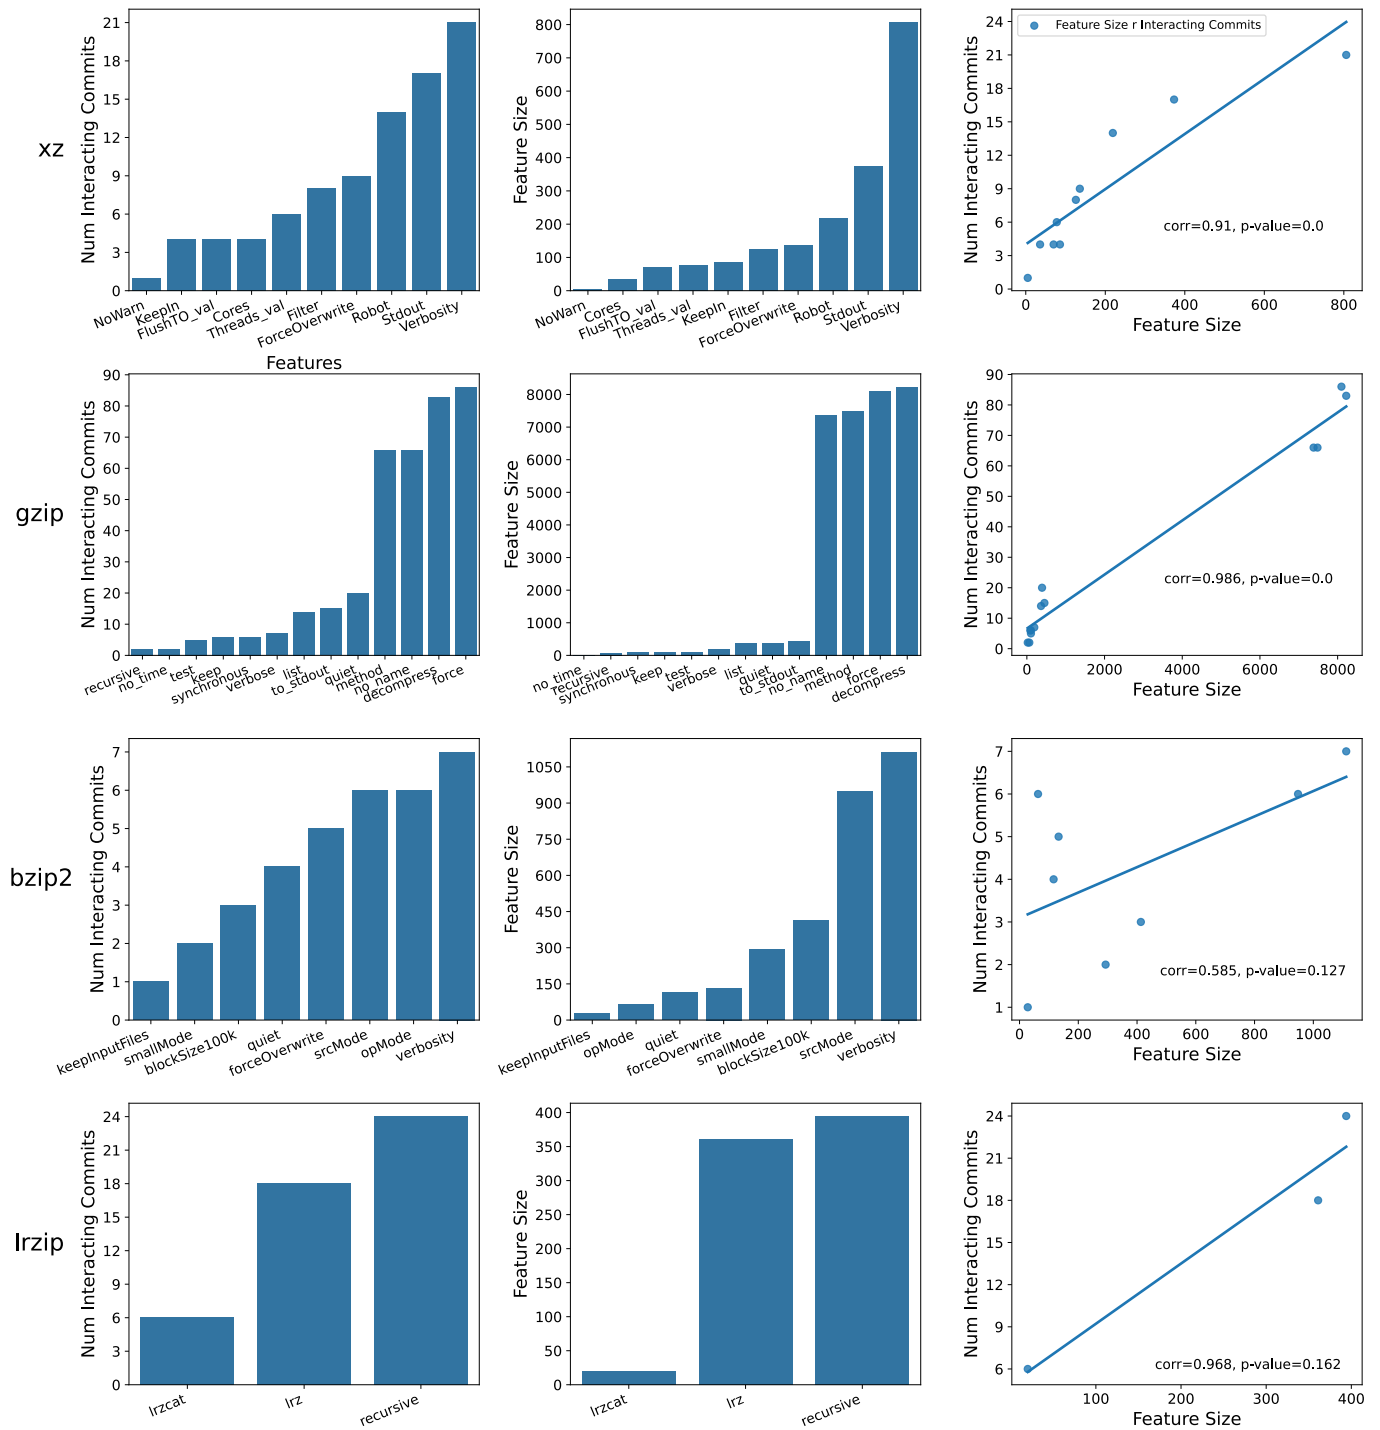 xz
Num Interacting Commits
21
18
15
12
9
6
3
0
NoWarn
KeepIn
FlushTO_val
Cores
Threads_val
Filter
ForceOverwrite
Robot
Stdout
Verbosity
Features
Feature Size
800
700
600
500
400
300
200
100
0
NoWarn
Cores
FlushTO_val
Threads_val
KeepIn
Filter
ForceOverwrite
Robot
Stdout
Verbosity
Num Interacting Commits
24
21
18
15
12
9
6
3
0
Feature Size r Interacting Commits
corr=0.91, p-value=0.0
0 200 400 600 800
Feature Size
gzip
Num Interacting Commits
90
80
70
60
50
40
30
20
10
0
recursive
no_time
test
keep
synchronous
verbose
list
to_stdout
quiet
method
no_name
decompress
force
Feature Size
8000
7000
6000
5000
4000
3000
2000
1000
0
no_time
recursive
synchronous
keep
test
verbose
list
quiet
to_stdout
no_name
method
force
decompress
Num Interacting Commits
90
80
70
60
50
40
30
20
10
0
corr=0.986, p-value=0.0
0 2000 4000 6000 8000
Feature Size
bzip2
Num Interacting Commits
7
6
5
4
3
2
1
0
keepInputFiles
smallMode
blockSize100k
quiet
forceOverwrite
srcMode
opMode
verbosity
Feature Size
1050
900
750
600
450
300
150
0
keepInputFiles
opMode
quiet
forceOverwrite
smallMode
blockSize100k
srcMode
verbosity
Num Interacting Commits
7
6
5
4
3
2
1
corr=0.585, p-value=0.127
0 200 400 600 800 1000
Feature Size
lrzip
Num Interacting Commits
24
21
18
15
12
9
6
3
0
lrzcat
lrz
recursive
Feature Size
400
350
300
250
200
150
100
50
0
lrzcat
lrz
recursive
Num Interacting Commits
24
21
18
15
12
9
6
corr=0.968, p-value=0.162
100 200 300 400
Feature Size